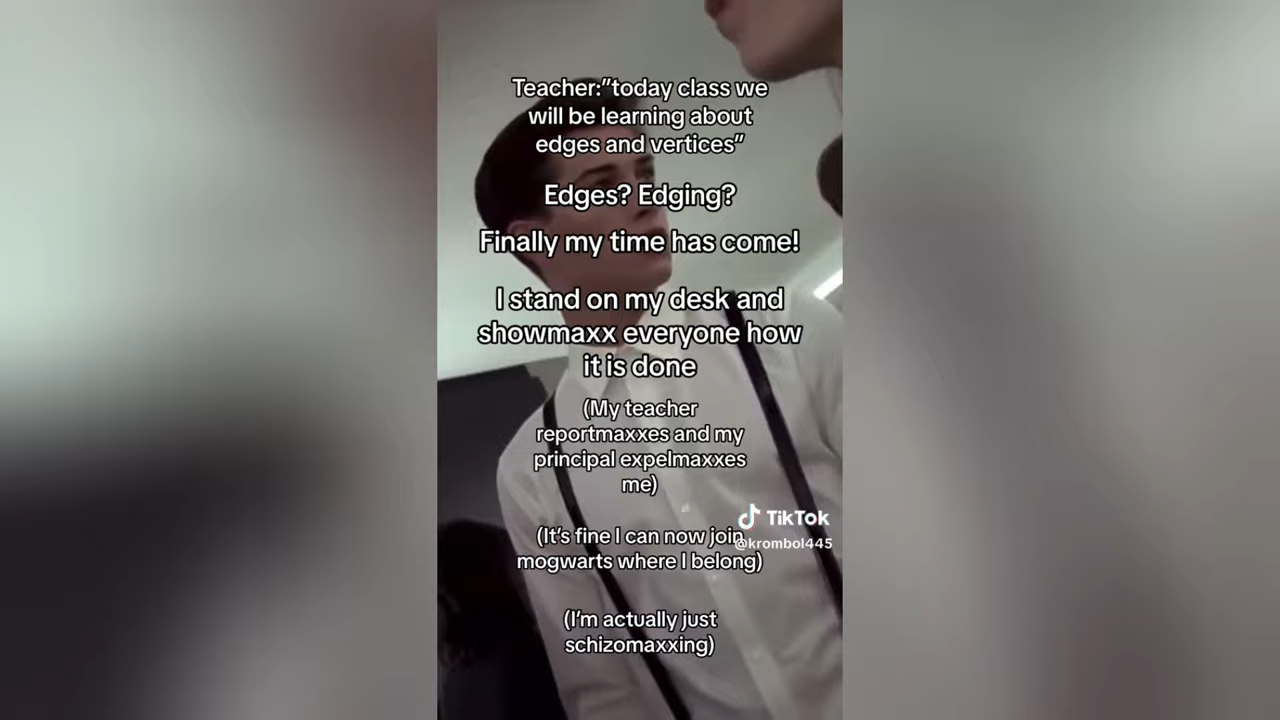 Teacher:"today class we
will be learning about
edges and vertices"
Edges? Edging?
Finally my time has come!
I stand on my desk and
showmaxx everyone how
it is done
(My teacher
reportmaxxes and my
principal expelmaxxes
me)
(It's fine I can now join
mogwarts where I belong)
(I'm actually just
schizomaxxing)
TikTok
@krombol445